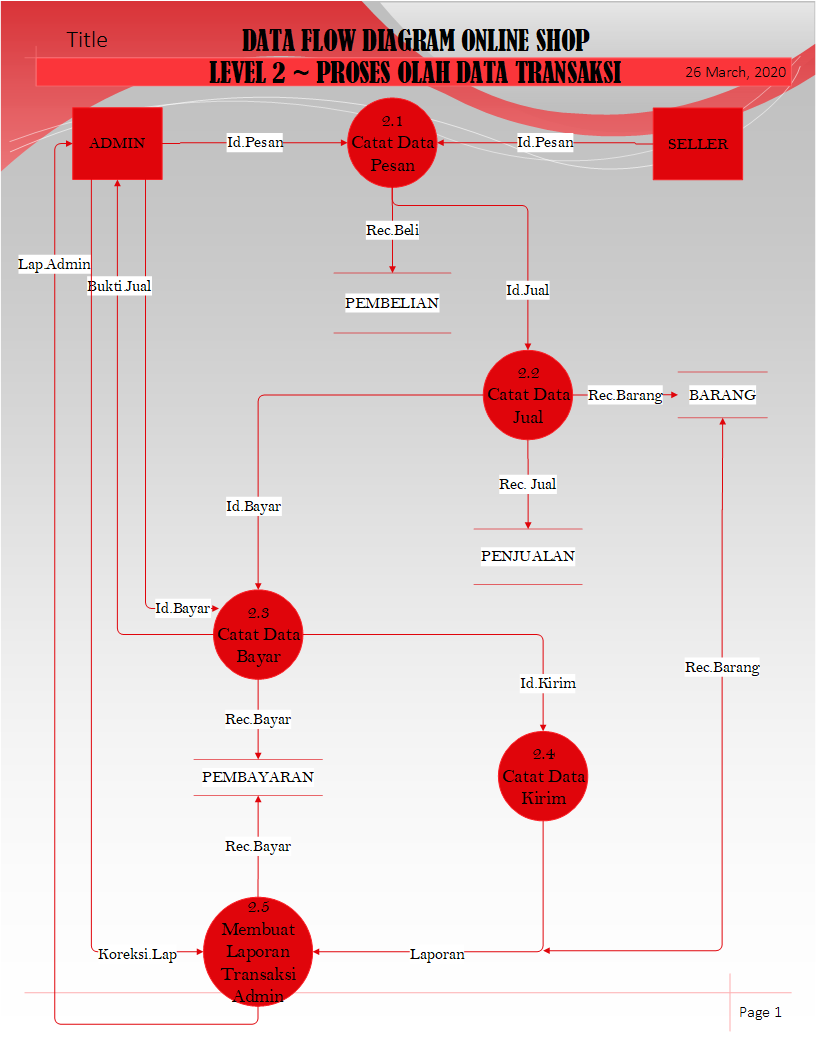 Title
DATA FLOW DIAGRAM ONLINE SHOP
LEVEL 2 ~ PROSES OLAH DATA TRANSAKSI
26 March, 2020
ADMIN
Id.Pesan
2.1
Catat Data
Pesan
Id.Pesan
SELLER
Rec.Beli
Lap.Admin
Bukti.Jual
Id.Jual
PEMBELIAN
2.2
Catat Data
Jual
Rec.Barang
BARANG
Rec. Jual
Id.Bayar
PENJUALAN
Id.Bayar
2.3
Catat Data
Bayar
Rec.Barang
Id.Kirim
Rec.Bayar
2.4
Catat Data
Kirim
PEMBAYARAN
Rec.Bayar
2.5
Membuat
Laporan
Transaksi
Admin
Koreksi.Lap
Laporan
Page 1